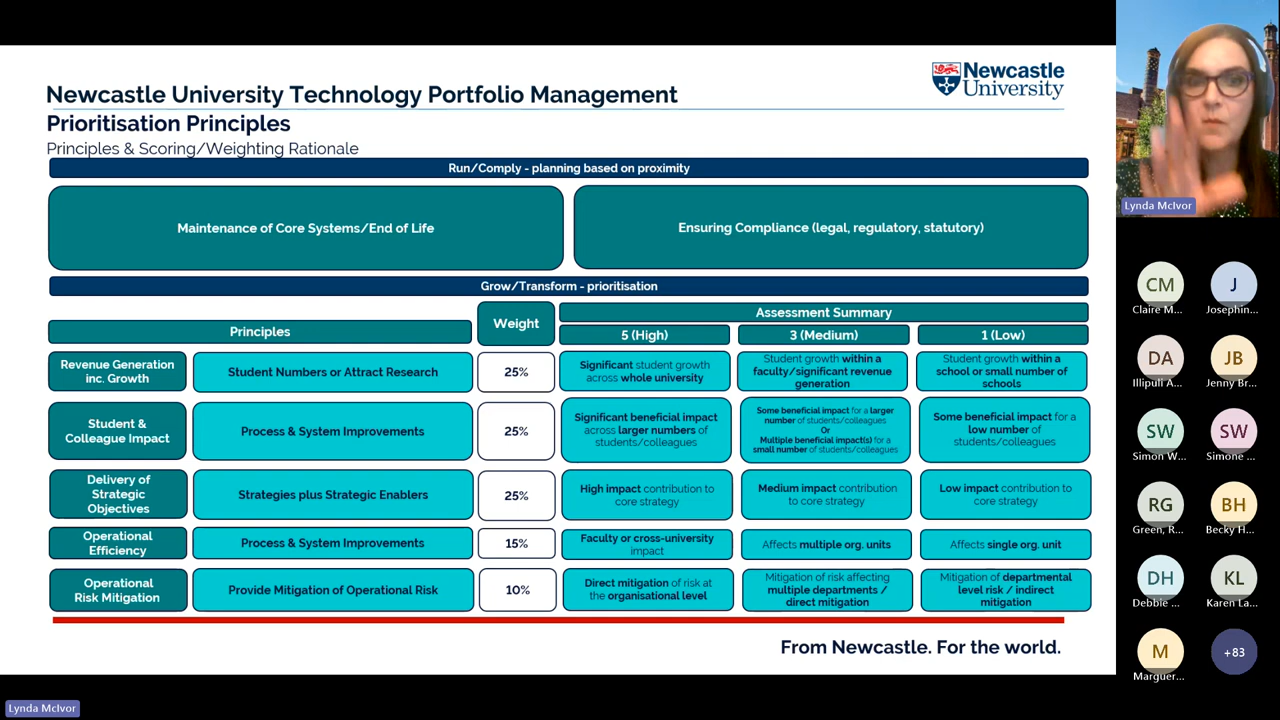 Newcastle University Technology Portfolio Management
Newcastle
University
Prioritisation Principles
Principles & Scoring/Weighting Rationale
Run/Comply - planning based on proximity
Maintenance of Core Systems/End of Life
Ensuring Compliance (legal, regulatory, statutory)
Grow/Transform - prioritisation
Principles
Weight
Assessment Summary
5 (High)
3 (Medium)
1 (Low)
Revenue Generation
inc. Growth
Student Numbers or Attract Research
25%
Significant student growth
across whole university
Student growth within a
faculty/significant revenue
generation
Student growth within a
school or small number of
schools
Student &
Colleague Impact
Process & System Improvements
25%
Significant beneficial impact
across larger numbers of
students/colleagues
Some beneficial impact for a larger
number of students/colleagues
Or
Multiple beneficial impact(s) for a
small number of students/colleagues
Some beneficial impact for a
low number of
students/colleagues
Delivery of
Strategic
Objectives
Strategies plus Strategic Enablers
25%
High impact contribution to
core strategy
Medium impact contribution
to core strategy
Low impact contribution to
core strategy
Operational
Efficiency
Process & System Improvements
15%
Faculty or cross-university
impact
Affects multiple org. units
Affects single org. unit
Operational
Risk Mitigation
Provide Mitigation of Operational Risk
10%
Direct mitigation of risk at
the organisational level
Mitigation of risk affecting
multiple departments /
direct mitigation
Mitigation of departmental
level risk / indirect
mitigation
From Newcastle. For the world.
Lynda McIvor
Lynda McIvor
CM
Claire M...
J
Josephin...
DA
Illipuli A...
JB
Jenny Br...
SW
Simon W...
SW
Simone ...
RG
Green, R...
BH
Becky H...
DH
Debbie ...
KL
Karen La...
M
Marguer...
+83